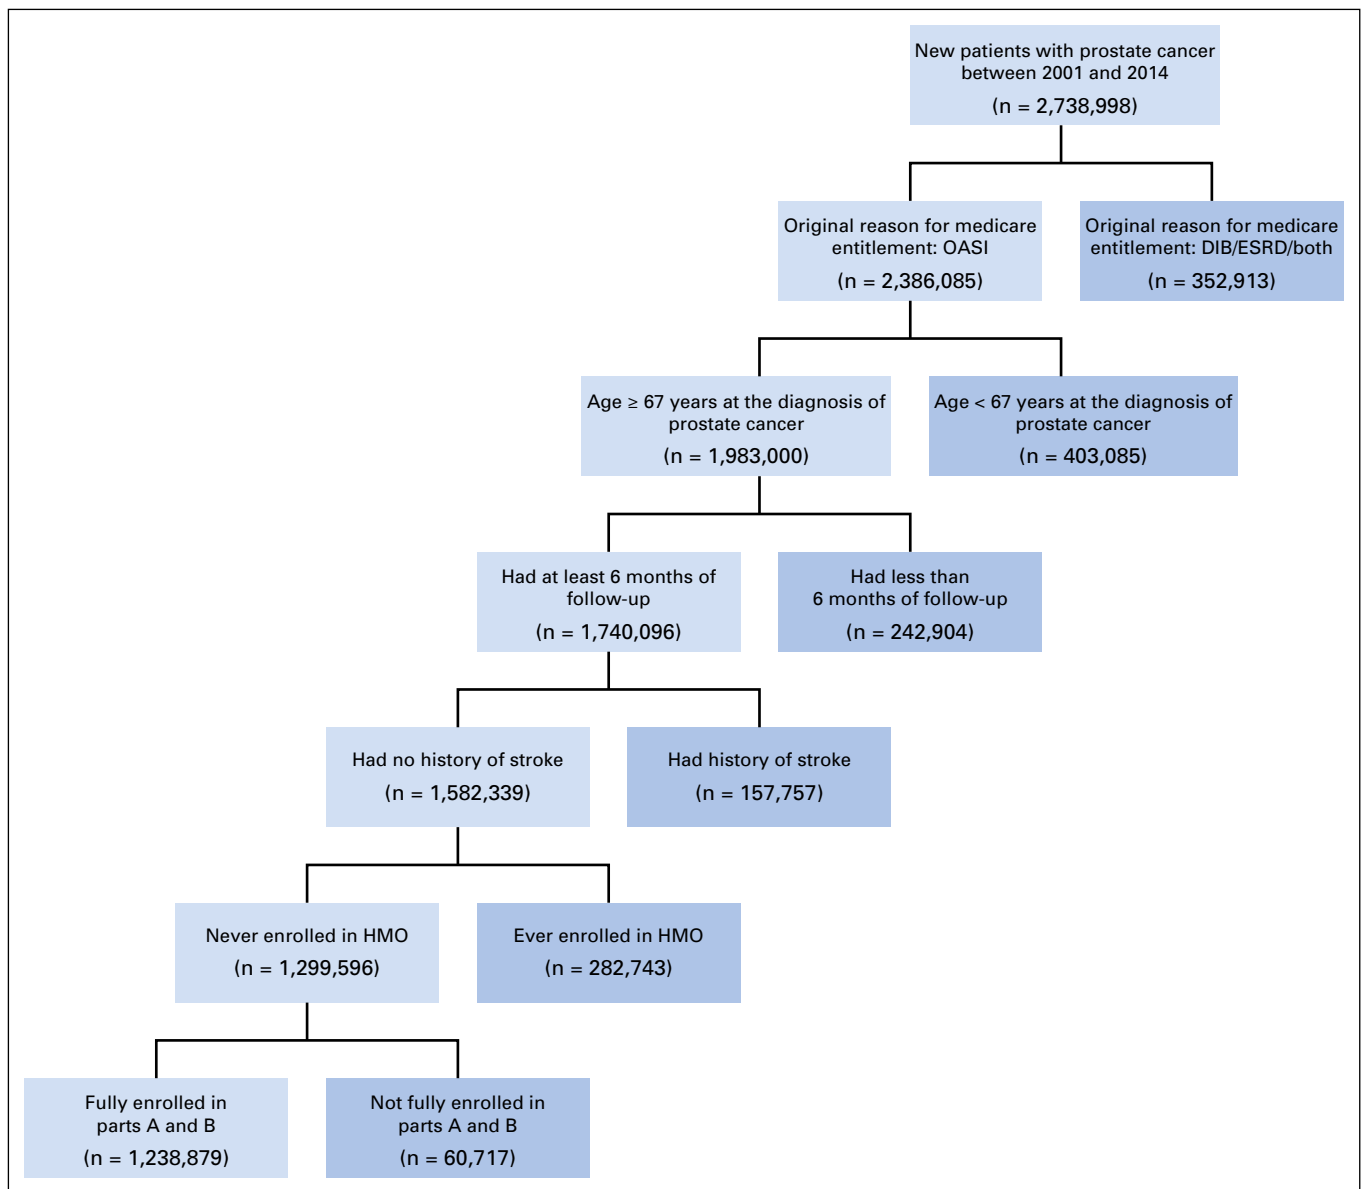 New patients with prostate cancer
between 2001 and 2014
(n = 2,738,998)
Original reason for medicare
entitlement: OASI
(n = 2,386,085)
Original reason for medicare
entitlement: DIB/ESRD/both
(n = 352,913)
Age ≥ 67 years at the diagnosis of
prostate cancer
(n = 1,983,000)
Age < 67 years at the diagnosis of
prostate cancer
(n = 403,085)
Had at least 6 months of
follow-up
(n = 1,740,096)
Had less than
6 months of follow-up
(n = 242,904)
Had no history of stroke
(n = 1,582,339)
Had history of stroke
(n = 157,757)
Never enrolled in HMO
(n = 1,299,596)
Ever enrolled in HMO
(n = 282,743)
Fully enrolled in
parts A and B
(n = 1,238,879)
Not fully enrolled in
parts A and B
(n = 60,717)